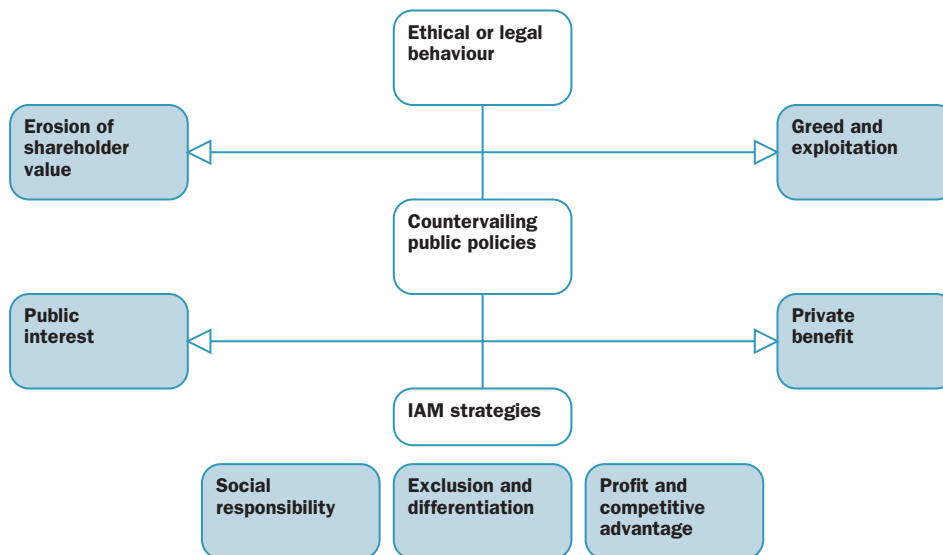 Ethical or legal
behaviour
Erosion of
shareholder
value
Greed and
exploitation
Countervailing
public policies
Public
interest
Private
benefit
IAM strategies
Social
responsibility
Exclusion and
differentiation
Profit and
competitive
advantage